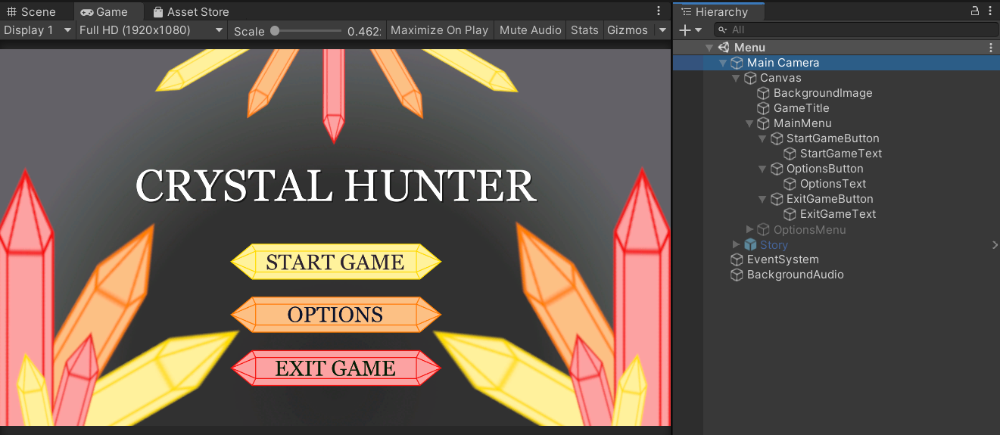 Scene Game Asset Store
Display 1 Full HD (1920x1080) Scale 0.462 Maximize On Play Mute Audio Stats Gizmos
CRYSTAL HUNTER
START GAME
OPTIONS
EXIT GAME
Hierarchy
All
Menu
Main Camera
Canvas
BackgroundImage
GameTitle
MainMenu
StartGameButton
StartGameText
OptionsButton
OptionsText
ExitGameButton
ExitGameText
OptionsMenu
Story
EventSystem
BackgroundAudio